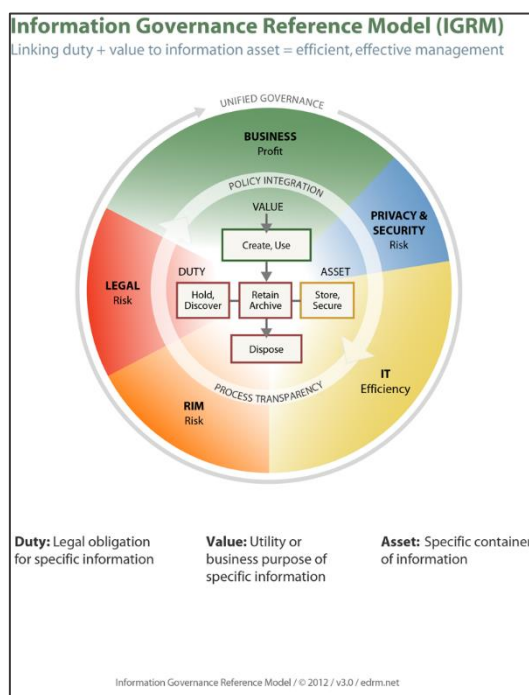 Information Governance Reference Model (IGRM)
Linking duty + value to information asset = efficient, effective management
UNIFIED GOVERNANCE
BUSINESS
Profit
POLICY INTEGRATION
VALUE
PRIVACY &
SECURITY
Risk
Create, Use
DUTY
ASSET
LEGAL
Risk
Hold,
Discover
Retain
Archive
Store,
Secure
Dispose
IT
Efficiency
PROCESS TRANSPARENCY
RIM
Risk
Duty: Legal obligation
for specific information
Value: Utility or
business purpose of
specific information
Asset: Specific container
of information
Information Governance Reference Model / © 2012 / v3.0 / edrm.net